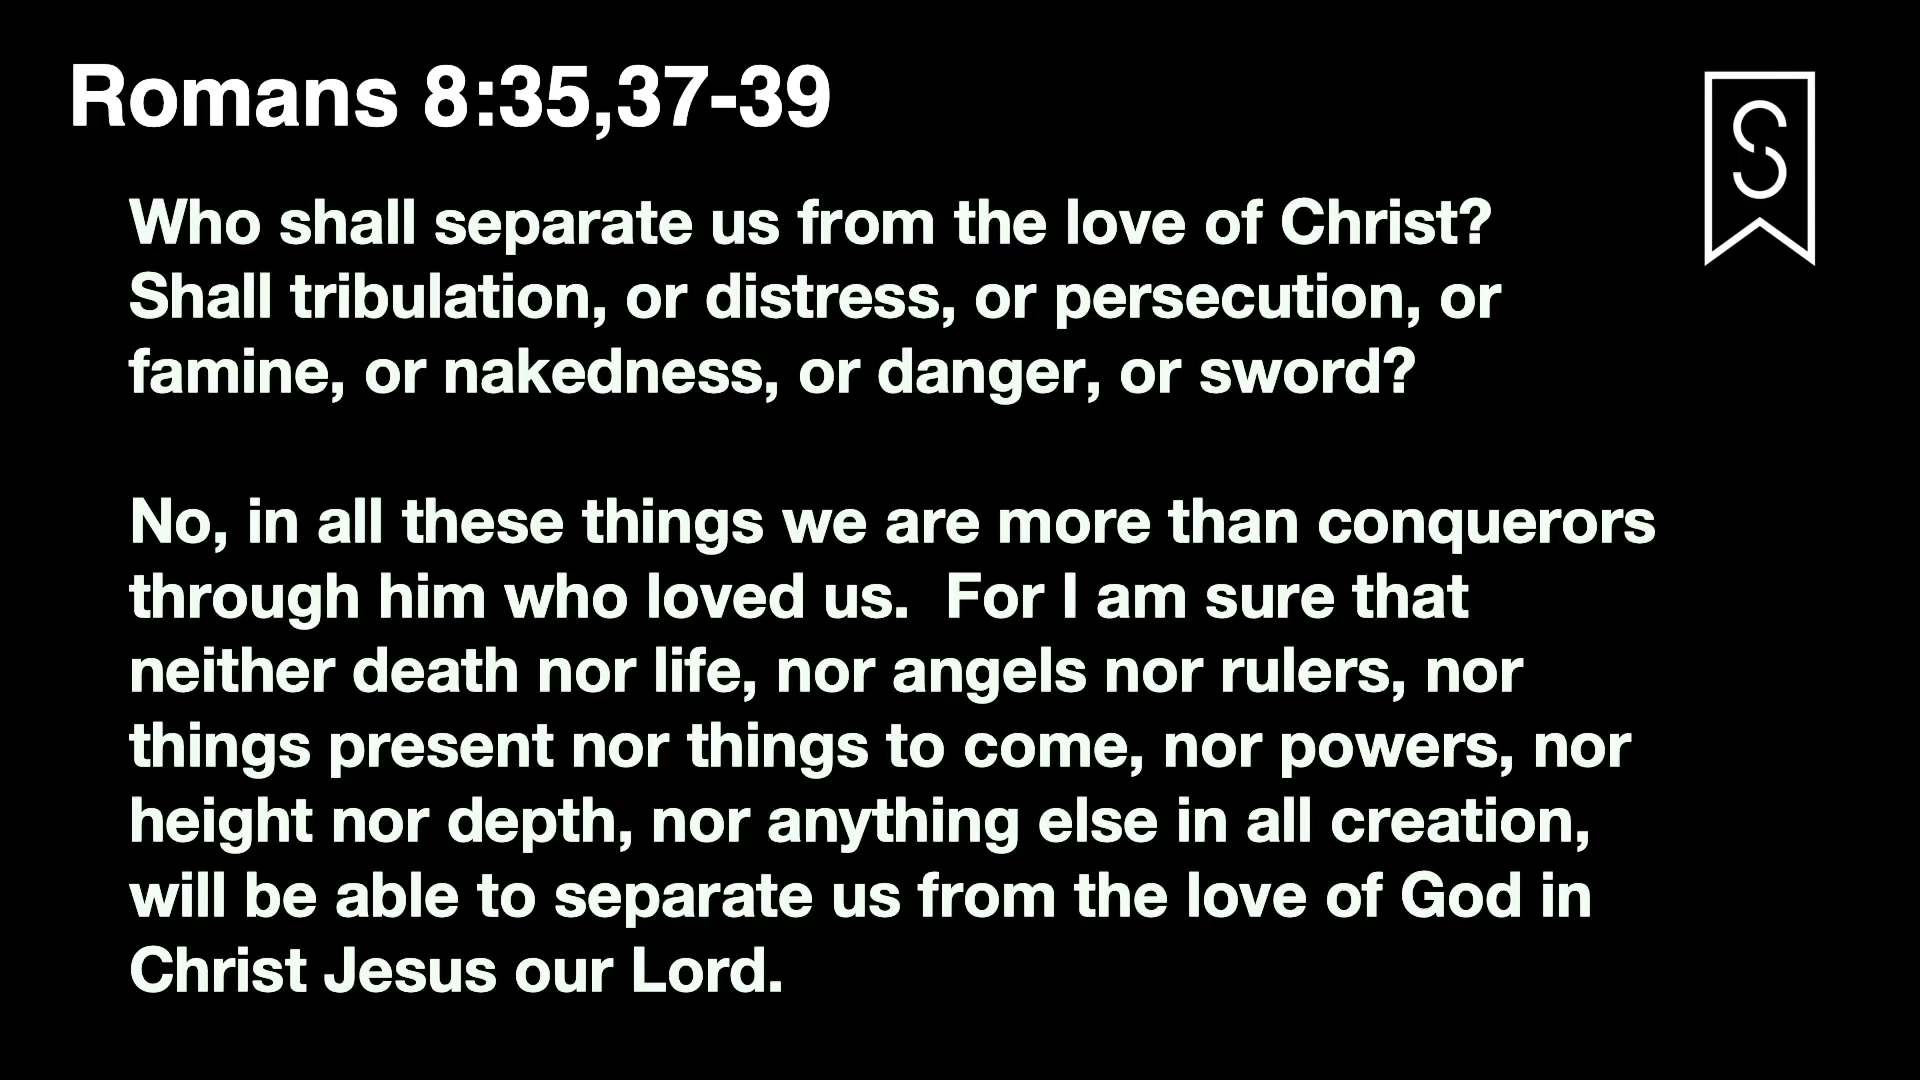 Romans 8:35,37-39
S
Who shall separate us from the love of Christ?
Shall tribulation, or distress, or persecution, or
famine, or nakedness, or danger, or sword?
No, in all these things we are more than conquerors
through him who loved us.  For I am sure that
neither death nor life, nor angels nor rulers, nor
things present nor things to come, nor powers, nor
height nor depth, nor anything else in all creation,
will be able to separate us from the love of God in
Christ Jesus our Lord.